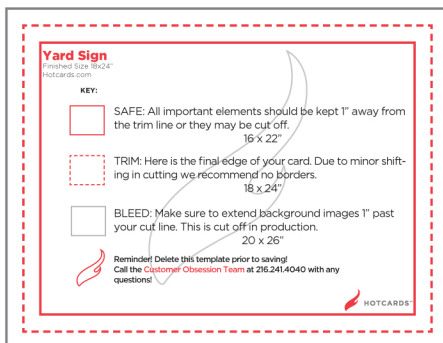 Yard Sign
Finished Size 18x24"
Hotcards.com
KEY:
SAFE: All important elements should be kept 1" away from
the trim line or they may be cut off.
16 x 22"
TRIM: Here is the final edge of your card. Due to minor shift-
ing in cutting we recommend no borders.
18 x 24"
BLEED: Make sure to extend background images 1" past
your cut line. This is cut off in production.
20 x 26"
Reminder! Delete this template prior to saving!
Call the Customer Obsession Team at 216.241.4040 with any
questions!
HOTCARDS